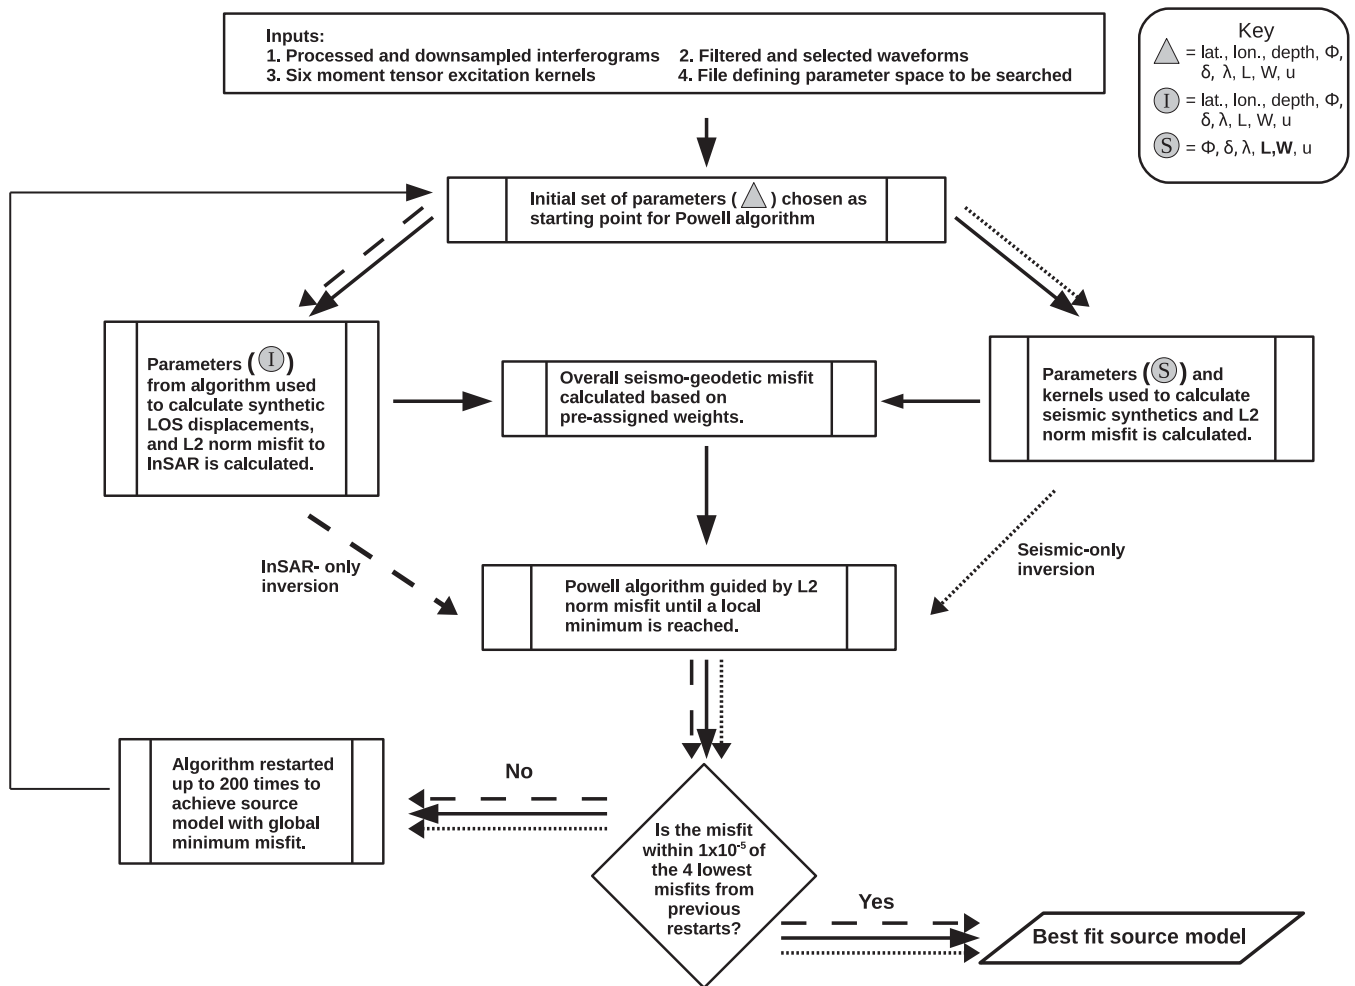 Inputs:
1. Processed and downsampled interferograms 2. Filtered and selected waveforms
3. Six moment tensor excitation kernels 4. File defining parameter space to be searched
Key
= lat., lon., depth, Φ,
δ, λ, L, W, u
I = lat., lon., depth, Φ,
δ, λ, L, W, u
S = Φ, δ, λ, L,W, u
Initial set of parameters ( ) chosen as
starting point for Powell algorithm
Parameters ( I )
from algorithm used
to calculate synthetic
LOS displacements,
and L2 norm misfit to
InSAR is calculated.
Overall seismo-geodetic misfit
calculated based on
pre-assigned weights.
Parameters ( S ) and
kernels used to calculate
seismic synthetics and L2
norm misfit is calculated.
InSAR- only
inversion
Seismic-only
inversion
Powell algorithm guided by L2
norm misfit until a local
minimum is reached.
Algorithm restarted
up to 200 times to
achieve source
model with global
minimum misfit.
No
Is the misfit
within 1x10⁻⁵ of
the 4 lowest
misfits from
previous
restarts?
Yes
Best fit source model